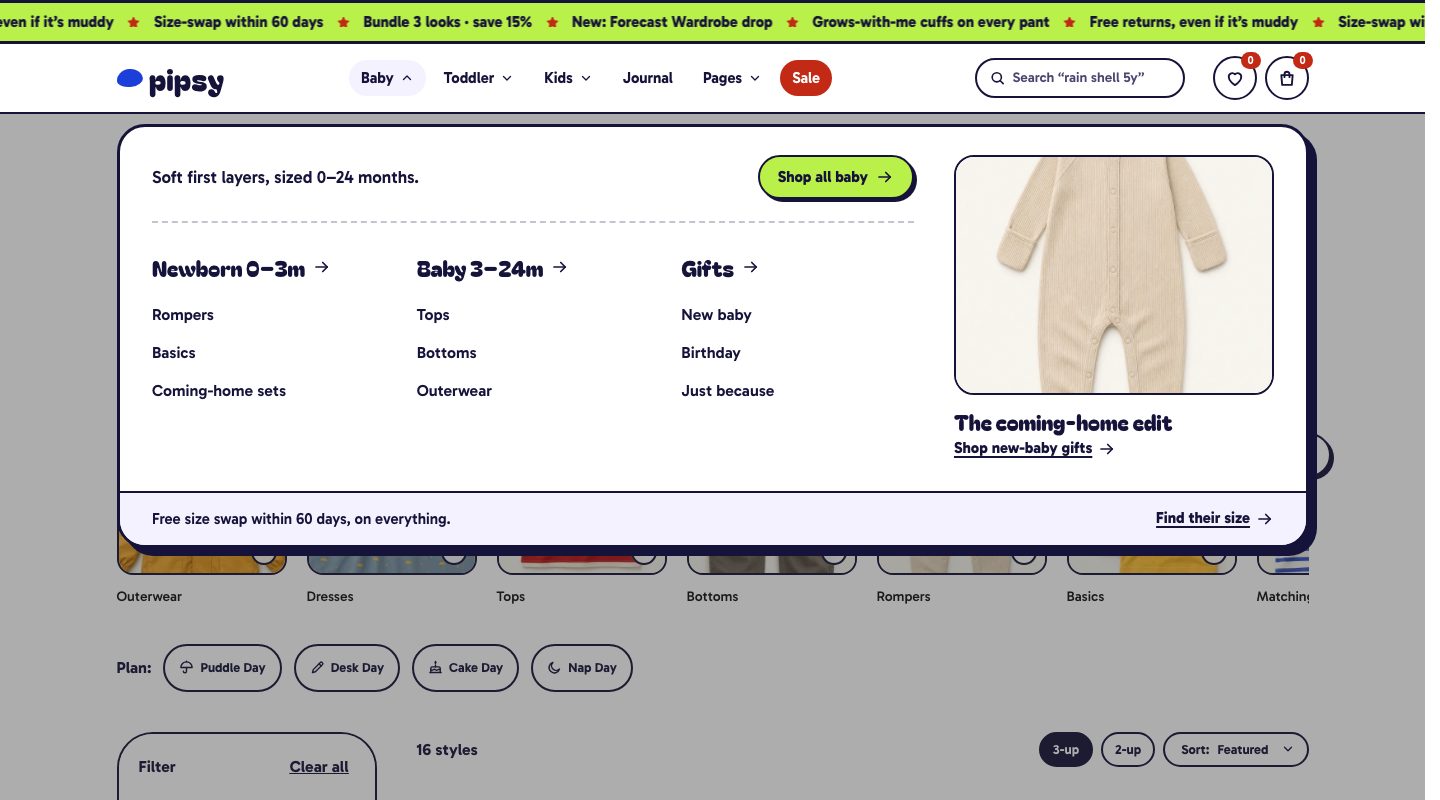 even if it’s muddy ★ Size-swap within 60 days ★ Bundle 3 looks · save 15% ★ New: Forecast Wardrobe drop ★ Grows-with-me cuffs on every pant ★ Free returns, even if it’s muddy ★ Size-swap wi
pipsy
Baby
Toddler
Kids
Journal
Pages
Sale
Search “rain shell 5y”
0
0
Soft first layers, sized 0–24 months.
Shop all baby
Newborn 0–3m
Rompers
Basics
Coming-home sets
Baby 3–24m
Tops
Bottoms
Outerwear
Gifts
New baby
Birthday
Just because
The coming-home edit
Shop new-baby gifts
Free size swap within 60 days, on everything.
Find their size
Outerwear
Dresses
Tops
Bottoms
Rompers
Basics
Matching
Plan:
Puddle Day
Desk Day
Cake Day
Nap Day
Filter
Clear all
16 styles
3-up
2-up
Sort: Featured